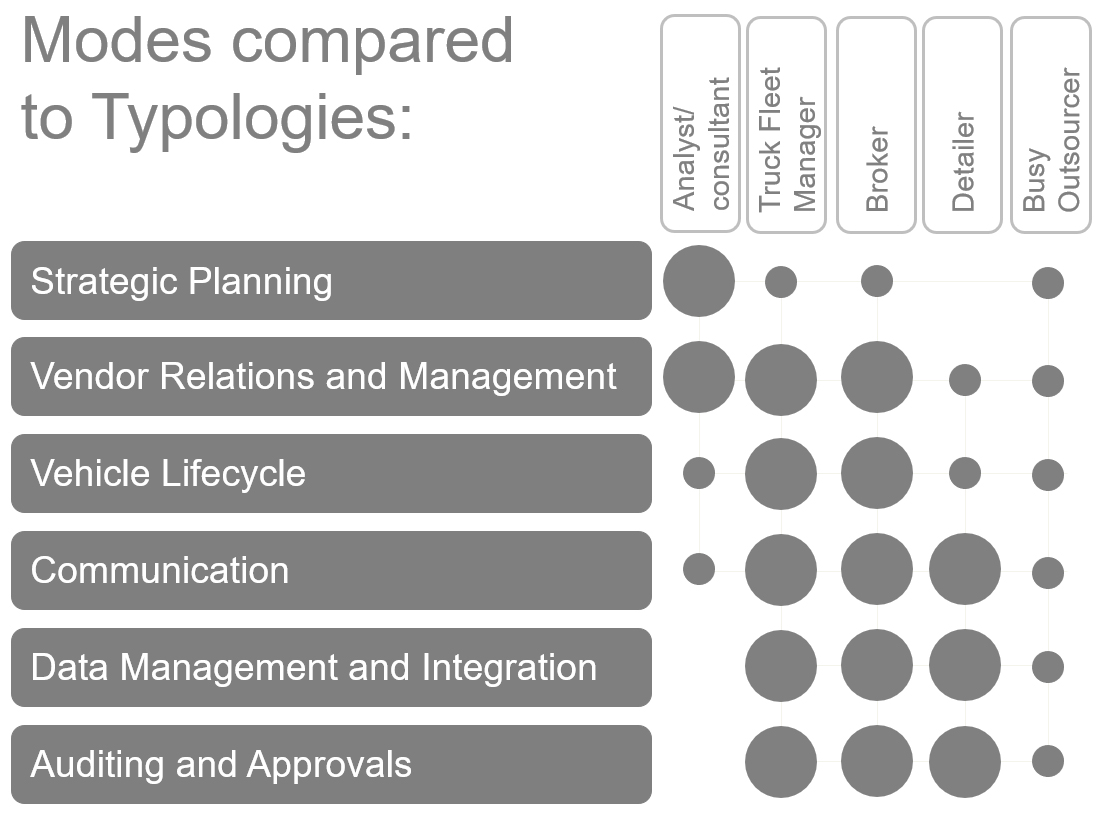 Modes compared
to Typologies:
Analyst/
consultant
Truck Fleet
Manager
Broker
Detailer
Busy
Outsourcer
Strategic Planning
Vendor Relations and Management
Vehicle Lifecycle
Communication
Data Management and Integration
Auditing and Approvals